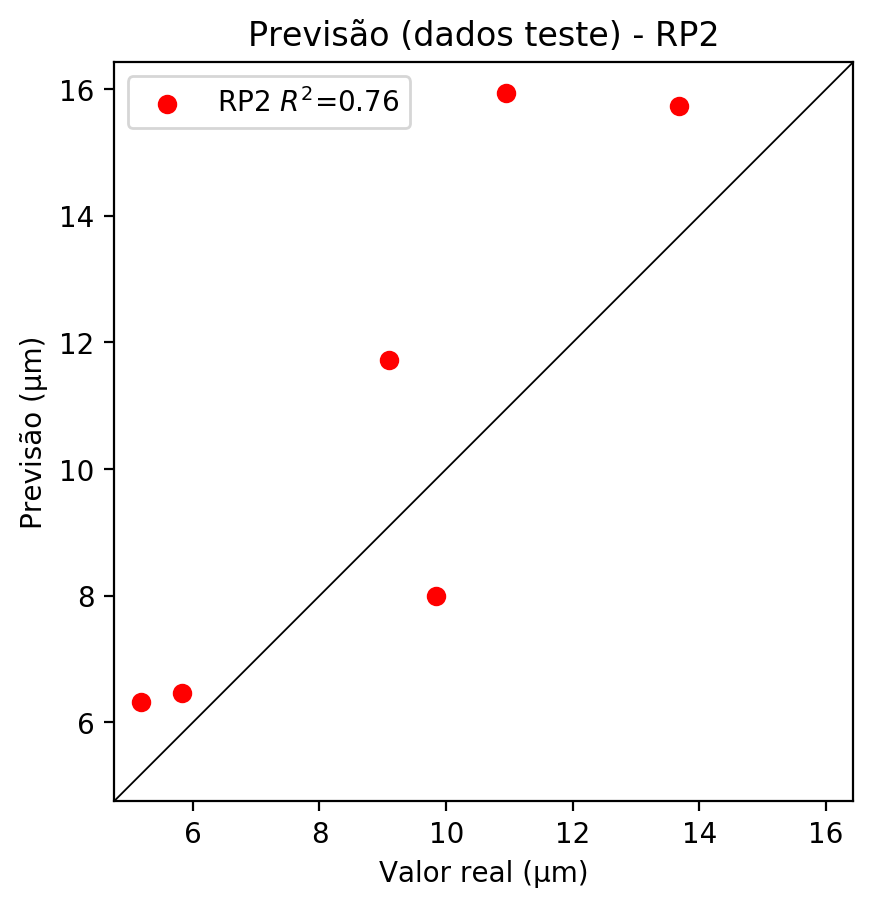 Previsão (dados teste) - RP2
RP2 R²=0.76
16
14
12
10
8
6
Previsão (µm)
6 8 10 12 14 16
Valor real (µm)